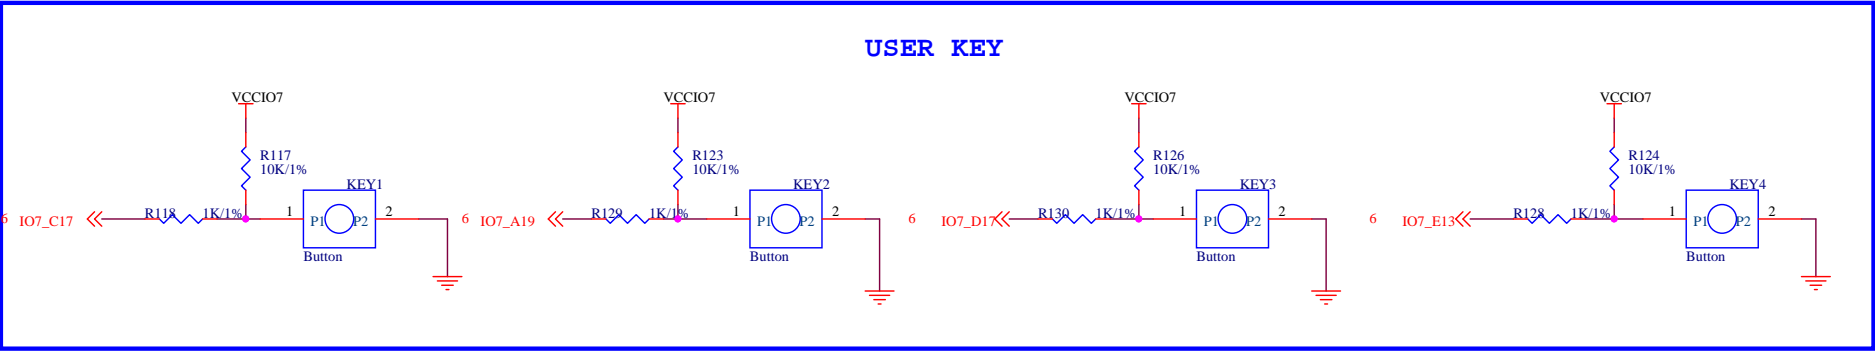 USER KEY
VCCIO7
VCCIO7
VCCIO7
VCCIO7
R117
10K/1%
R123
10K/1%
R126
10K/1%
R124
10K/1%
KEY1
KEY2
KEY3
KEY4
6 IO7_C17 R118 1K/1% 1 P1 P2 2
6 IO7_A19 R129 1K/1% 1 P1 P2 2
6 IO7_D17 R130 1K/1% 1 P1 P2 2
6 IO7_E13 R128 1K/1% 1 P1 P2 2
Button
Button
Button
Button